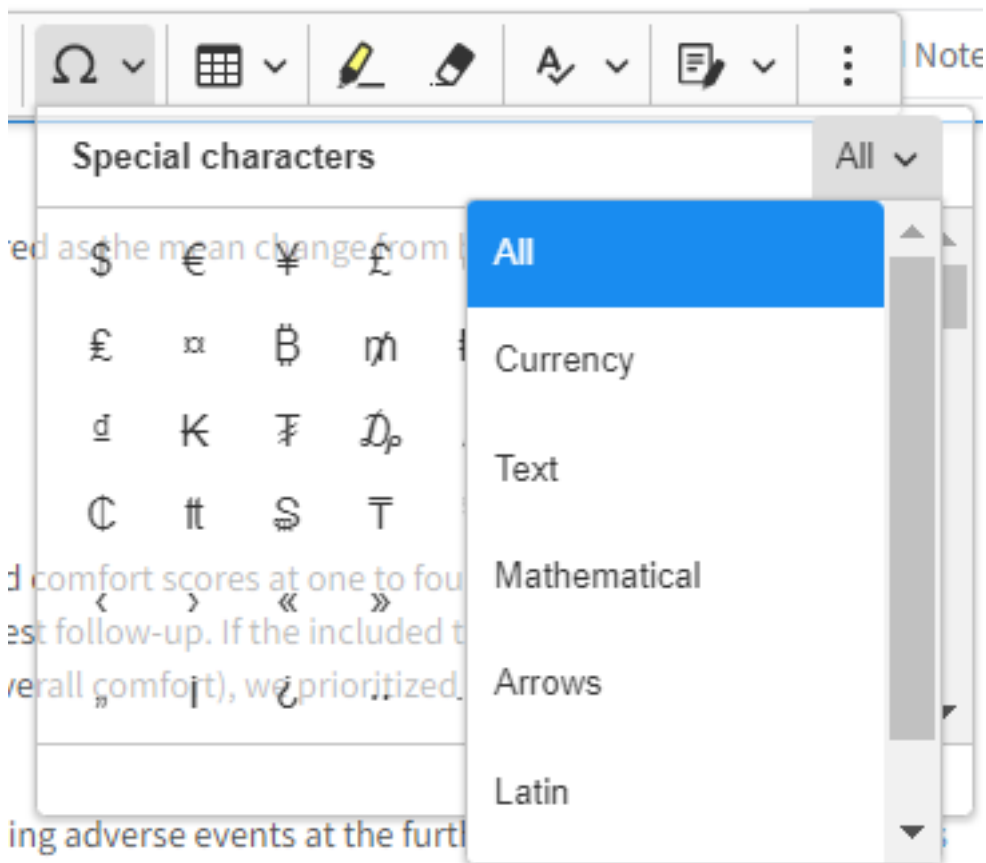 Ω
Note
Special characters
All
All
red as the mean change from
$ € ¥ £
Currency
₤ ¤ ₿ ₥
Text
₫ ₭ ₮ ₯
₵ ₶ ₷ ₸
Mathematical
d comfort scores at one to fou
‹ › « »
est follow-up. If the included t
Arrows
verall comfort), we prioritized
„ ¡ ¿ ¨
Latin
ing adverse events at the furt